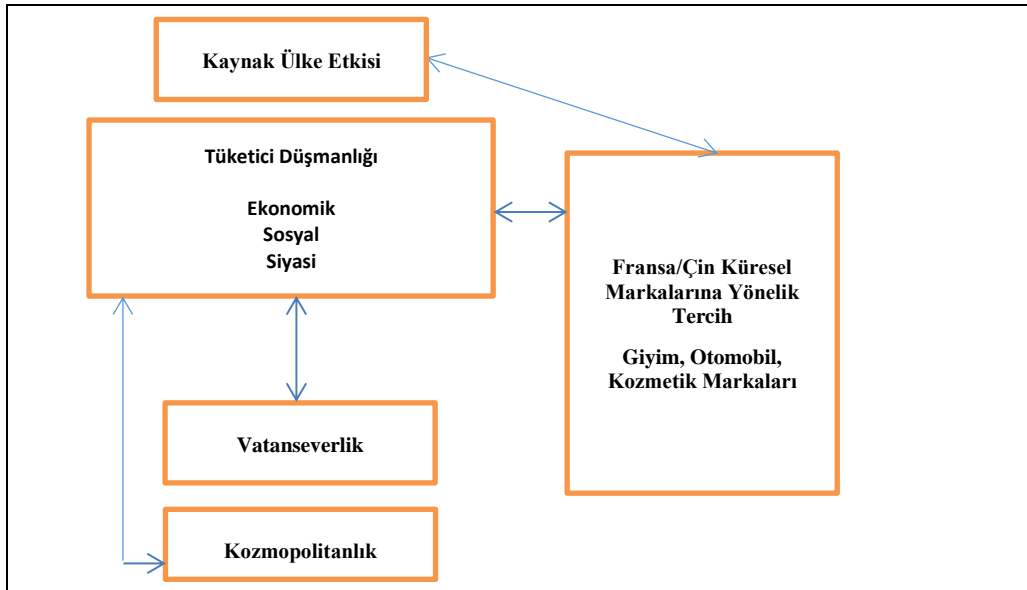 Kaynak Ülke Etkisi
Tüketici Düşmanlığı
Ekonomik
Sosyal
Siyasi
Fransa/Çin Küresel
Markalarına Yönelik
Tercih
Giyim, Otomobil,
Kozmetik Markaları
Vatanseverlik
Kozmopolitanlık